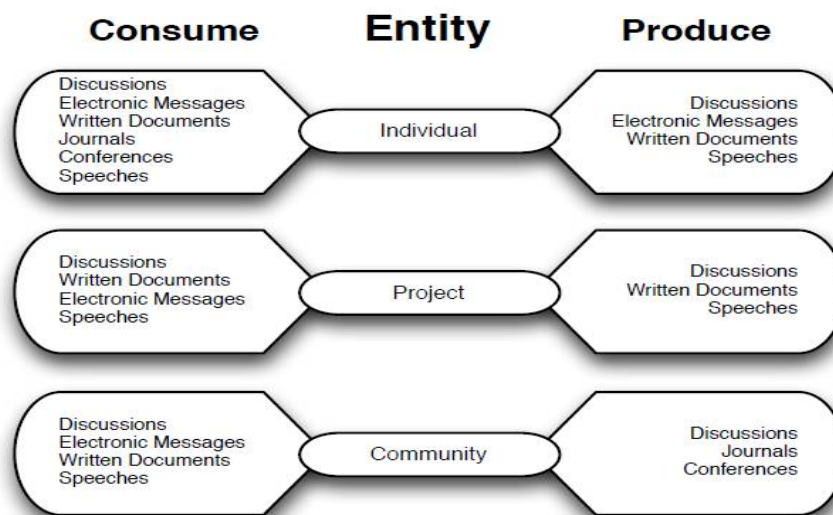 Consume Entity Produce
Discussions
Electronic Messages
Written Documents
Journals
Conferences
Speeches
Individual
Discussions
Electronic Messages
Written Documents
Speeches
Discussions
Written Documents
Electronic Messages
Speeches
Project
Discussions
Written Documents
Speeches
Discussions
Electronic Messages
Written Documents
Speeches
Community
Discussions
Journals
Conferences